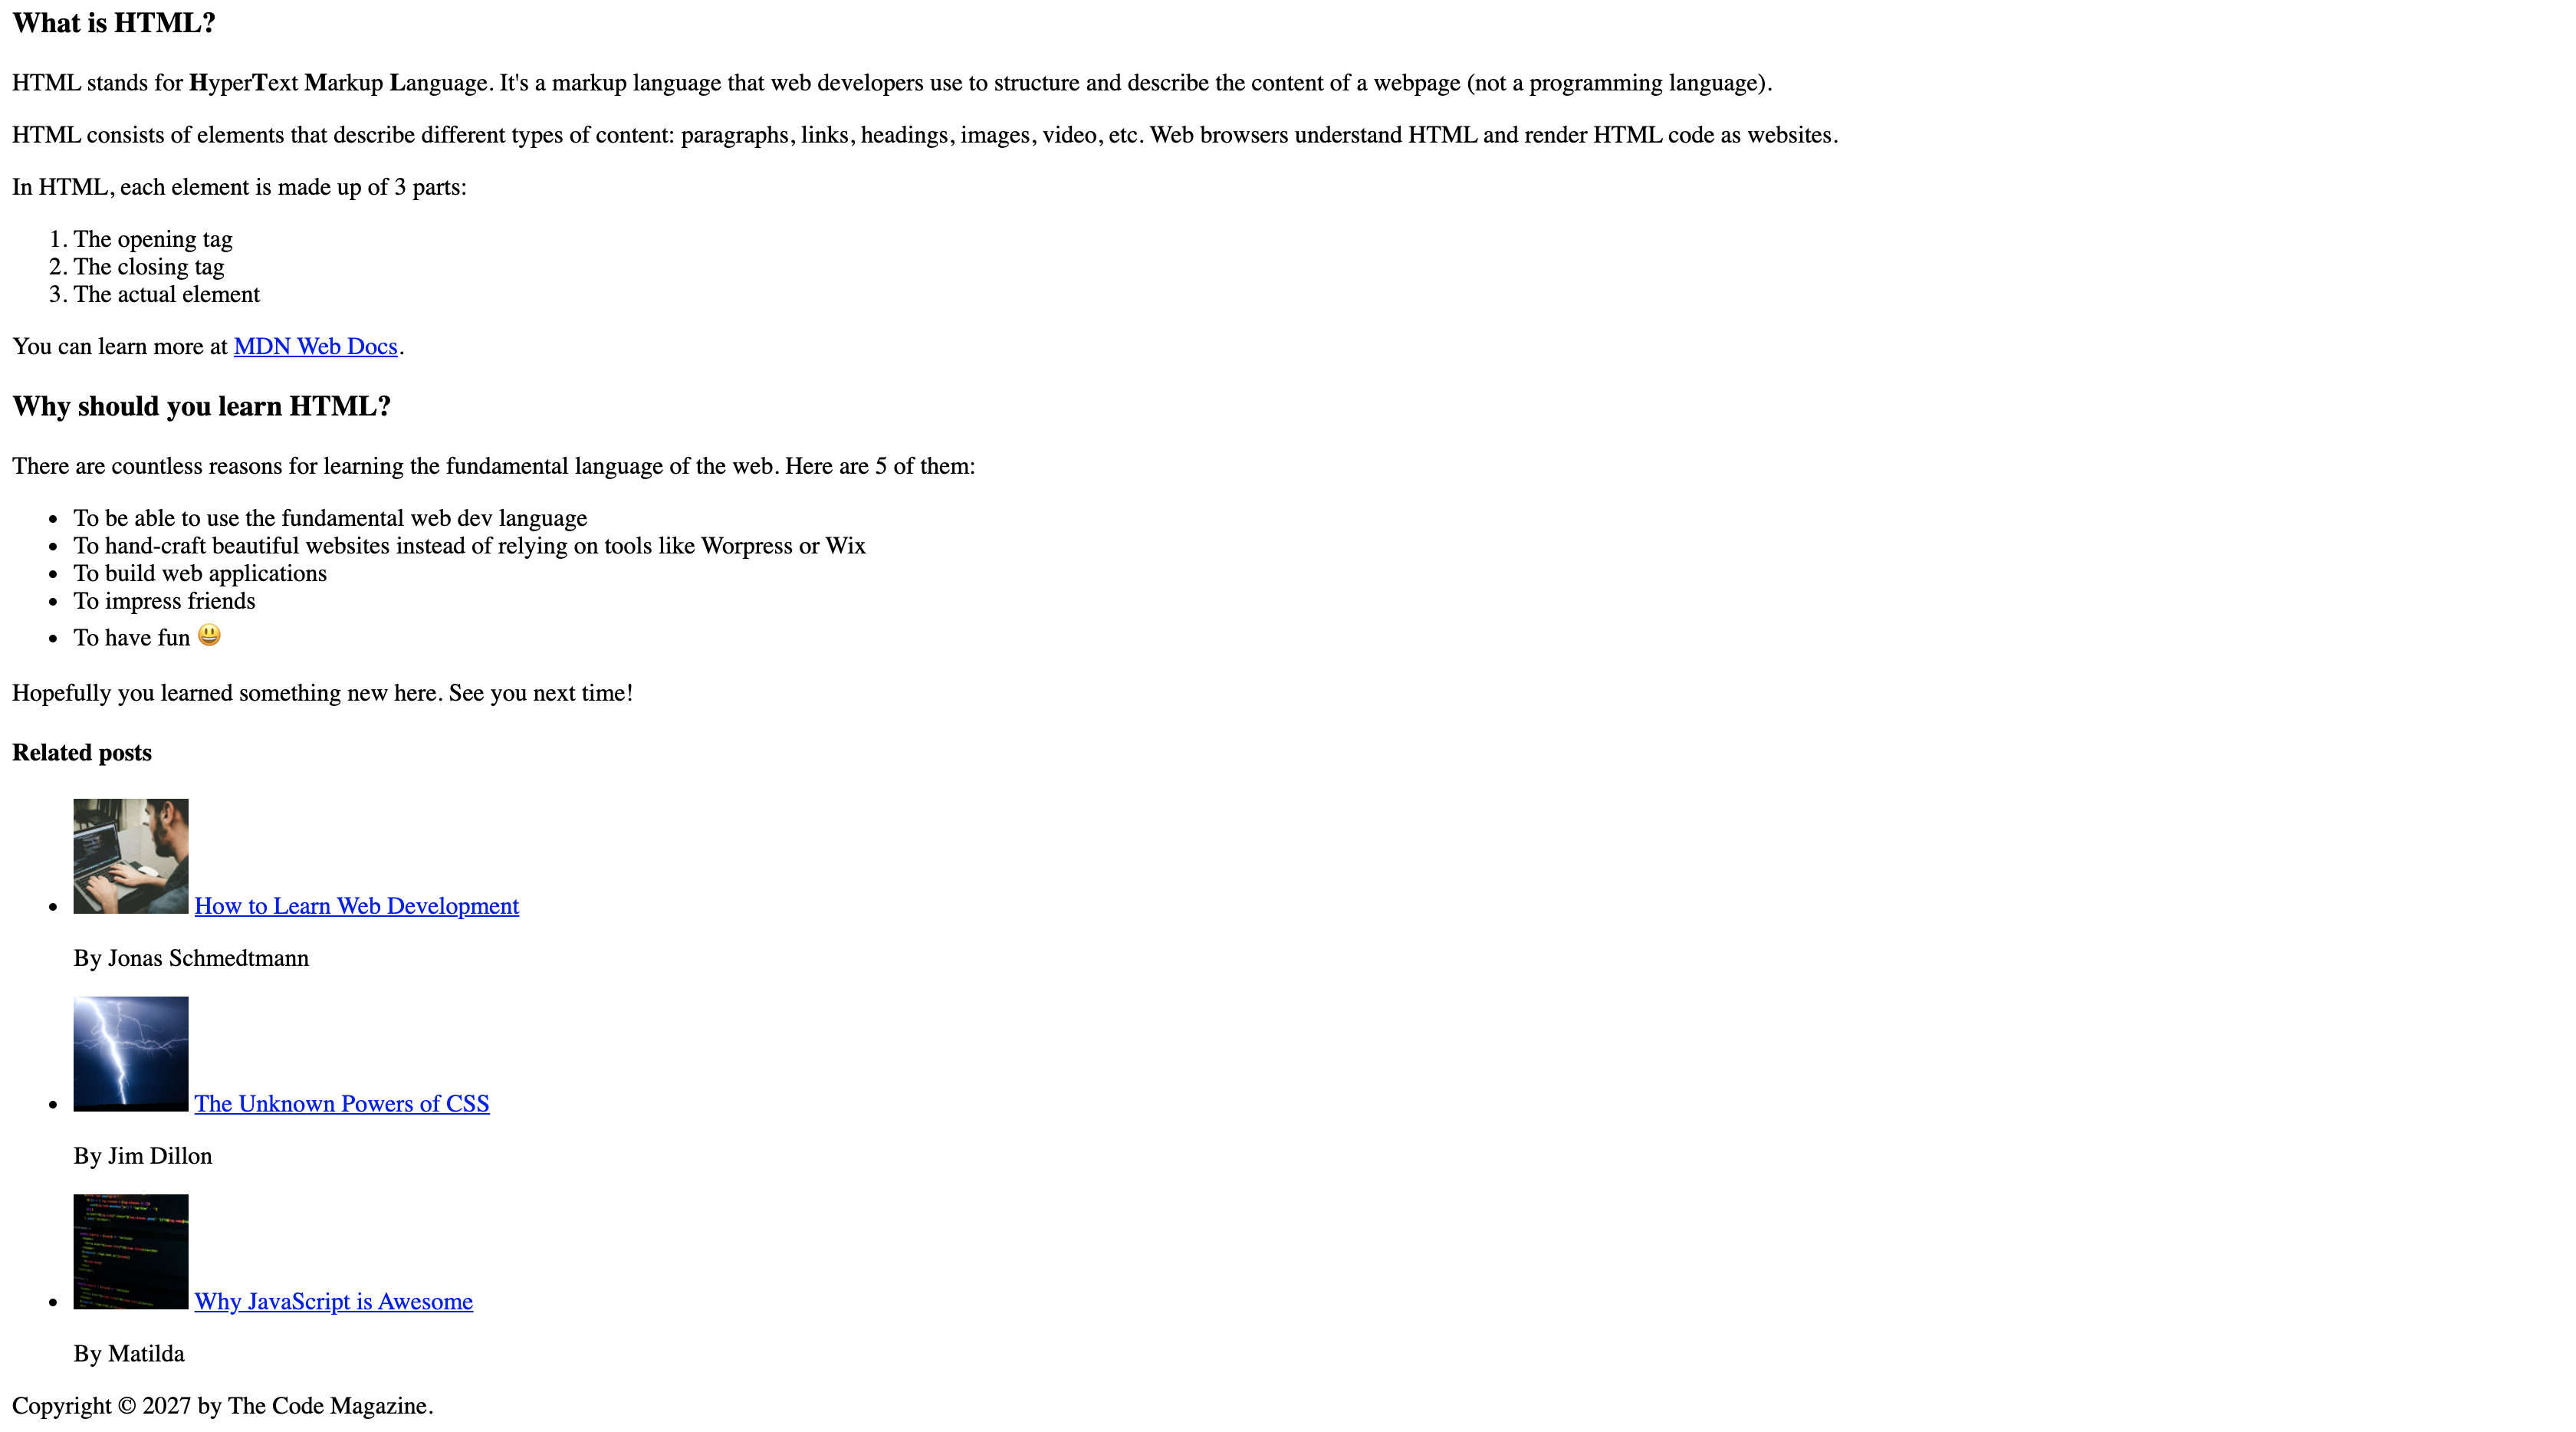 What is HTML?
HTML stands for HyperText Markup Language. It's a markup language that web developers use to structure and describe the content of a webpage (not a programming language).
HTML consists of elements that describe different types of content: paragraphs, links, headings, images, video, etc. Web browsers understand HTML and render HTML code as websites.
In HTML, each element is made up of 3 parts:
1. The opening tag
2. The closing tag
3. The actual element
You can learn more at MDN Web Docs.
Why should you learn HTML?
There are countless reasons for learning the fundamental language of the web. Here are 5 of them:
• To be able to use the fundamental web dev language
• To hand-craft beautiful websites instead of relying on tools like Worpress or Wix
• To build web applications
• To impress friends
• To have fun 😃
Hopefully you learned something new here. See you next time!
Related posts
• How to Learn Web Development
By Jonas Schmedtmann
• The Unknown Powers of CSS
By Jim Dillon
• Why JavaScript is Awesome
By Matilda
Copyright © 2027 by The Code Magazine.